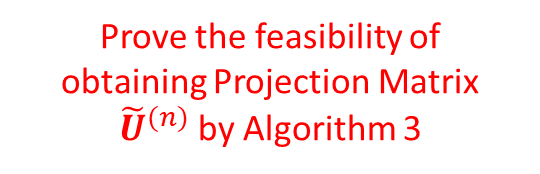 Prove the feasibility of
obtaining Projection Matrix
Ũ⁽ⁿ⁾ by Algorithm 3